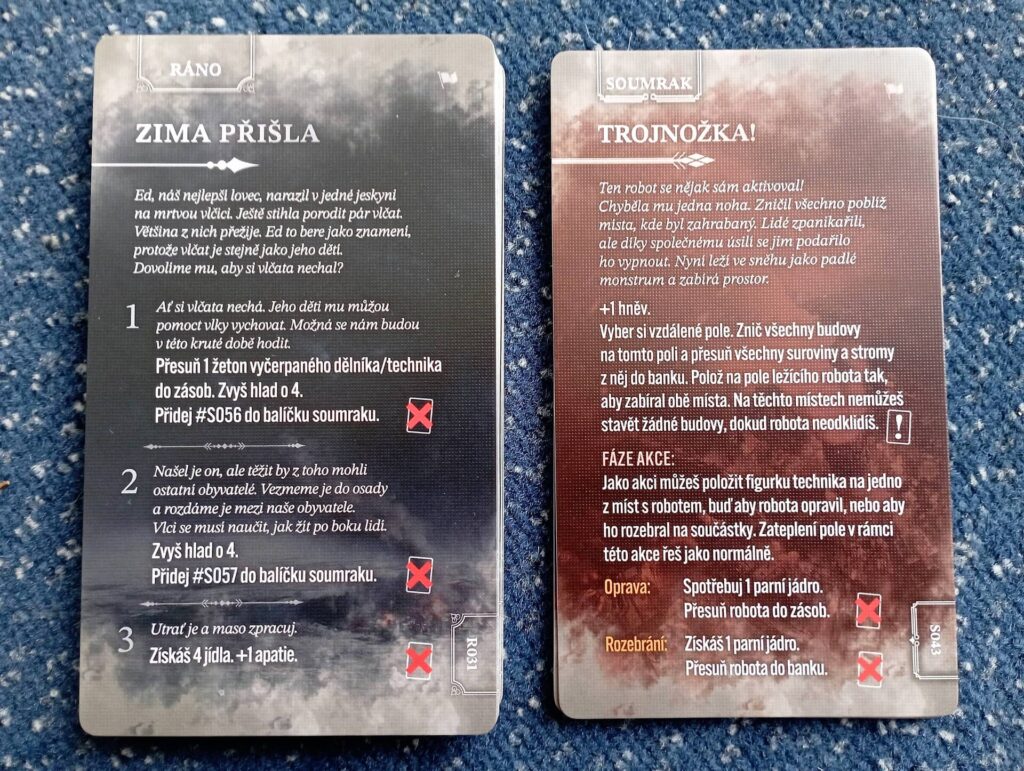 RÁNO
ZIMA PŘIŠLA
Ed, náš nejlepší lovec, narazil v jedné jeskyni
na mrtvou vlčici. Ještě stihla porodit pár vlčat.
Většina z nich přežije. Ed to bere jako znamení,
protože vlčat je stejně jako jeho dětí.
Dovolíme mu, aby si vlčata nechal?
1
Ať si vlčata nechá. Jeho děti mu můžou
pomoct vlky vychovat. Možná se nám budou
v této kruté době hodit.
Přesuň 1 žeton vyčerpaného dělníka/technika
do zásob. Zvyš hlad o 4.
Přidej #S056 do balíčku soumraku.
2
Našel je on, ale těžit by z toho mohli
ostatní obyvatelé. Vezmeme je do osady
a rozdáme je mezi naše obyvatele.
Vlci se musí naučit, jak žít po boku lidí.
Zvyš hlad o 4.
Přidej #S057 do balíčku soumraku.
3
Utrať je a maso zpracuj.
Získáš 4 jídla. +1 apatie.
R031
SOUMRAK
TROJNOŽKA!
Ten robot se nějak sám aktivoval!
Chyběla mu jedna noha. Zničil všechno poblíž
místa, kde byl zahrabaný. Lidé zpanikařili,
ale díky společnému úsilí se jim podařilo
ho vypnout. Nyní leží ve sněhu jako padlé
monstrum a zabírá prostor.
+1 hněv.
Vyber si vzdálené pole. Znič všechny budovy
na tomto poli a přesuň všechny suroviny a stromy
z něj do banku. Polož na pole ležícího robota tak,
aby zabíral obě místa. Na těchto místech nemůžeš
stavět žádné budovy, dokud robota neodklidíš. !
FÁZE AKCE:
Jako akci můžeš položit figurku technika na jedno
z míst s robotem, buď aby robota opravil, nebo aby
ho rozebral na součástky. Zateplení pole v rámci
této akce řeš jako normálně.
Oprava: Spotřebuj 1 parní jádro.
Přesuň robota do zásob.
Rozebrání: Získáš 1 parní jádro.
Přesuň robota do banku.
S043